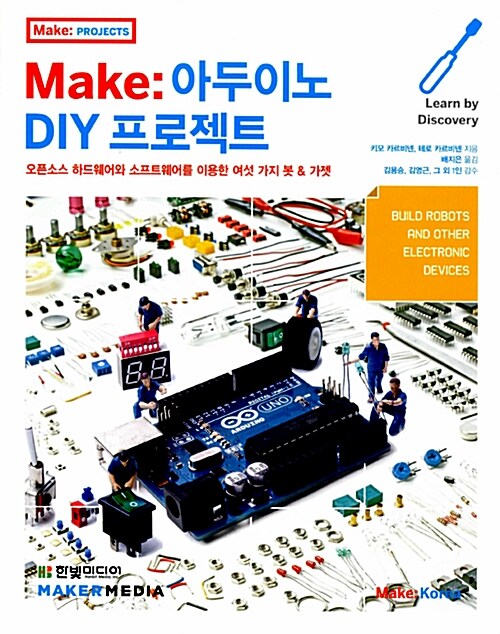 Make: PROJECTS
Make: 아두이노
DIY 프로젝트
오픈소스 하드웨어와 소프트웨어를 이용한 여섯 가지 봇 & 가젯
Learn by
Discovery
키모 카르비넨, 테로 카르비넨 지음
배지은 옮김
김용승, 김영근, 그 외 1인 감수
BUILD ROBOTS
AND OTHER
ELECTRONIC
DEVICES
UNO
ARDUINO
한빛미디어
MAKERMEDIA
Make: Korea